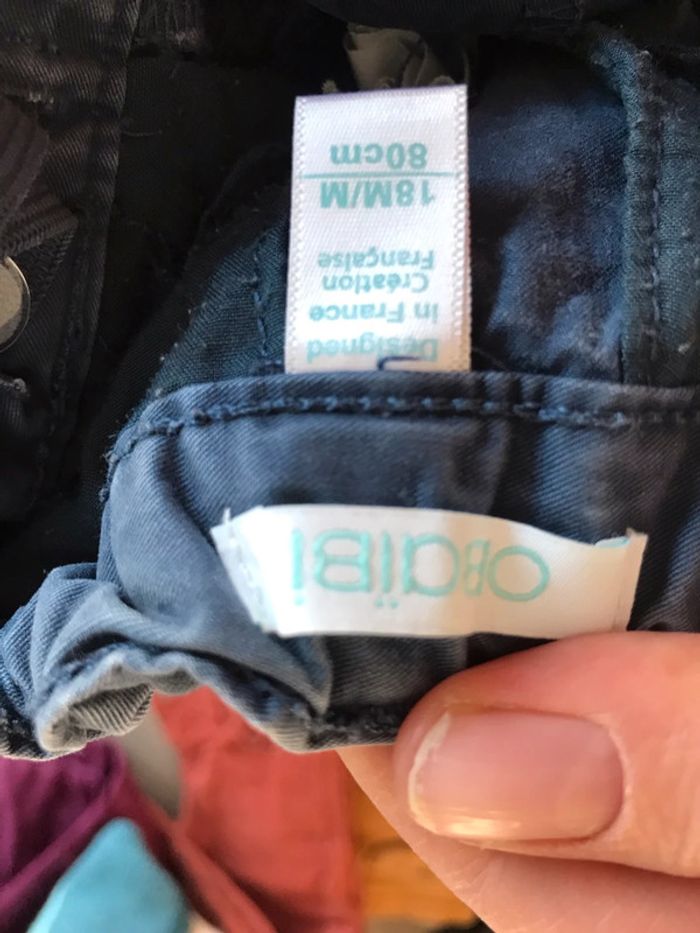 OBaïBi
Designed
in France
Création
Française
18M/M
80cm